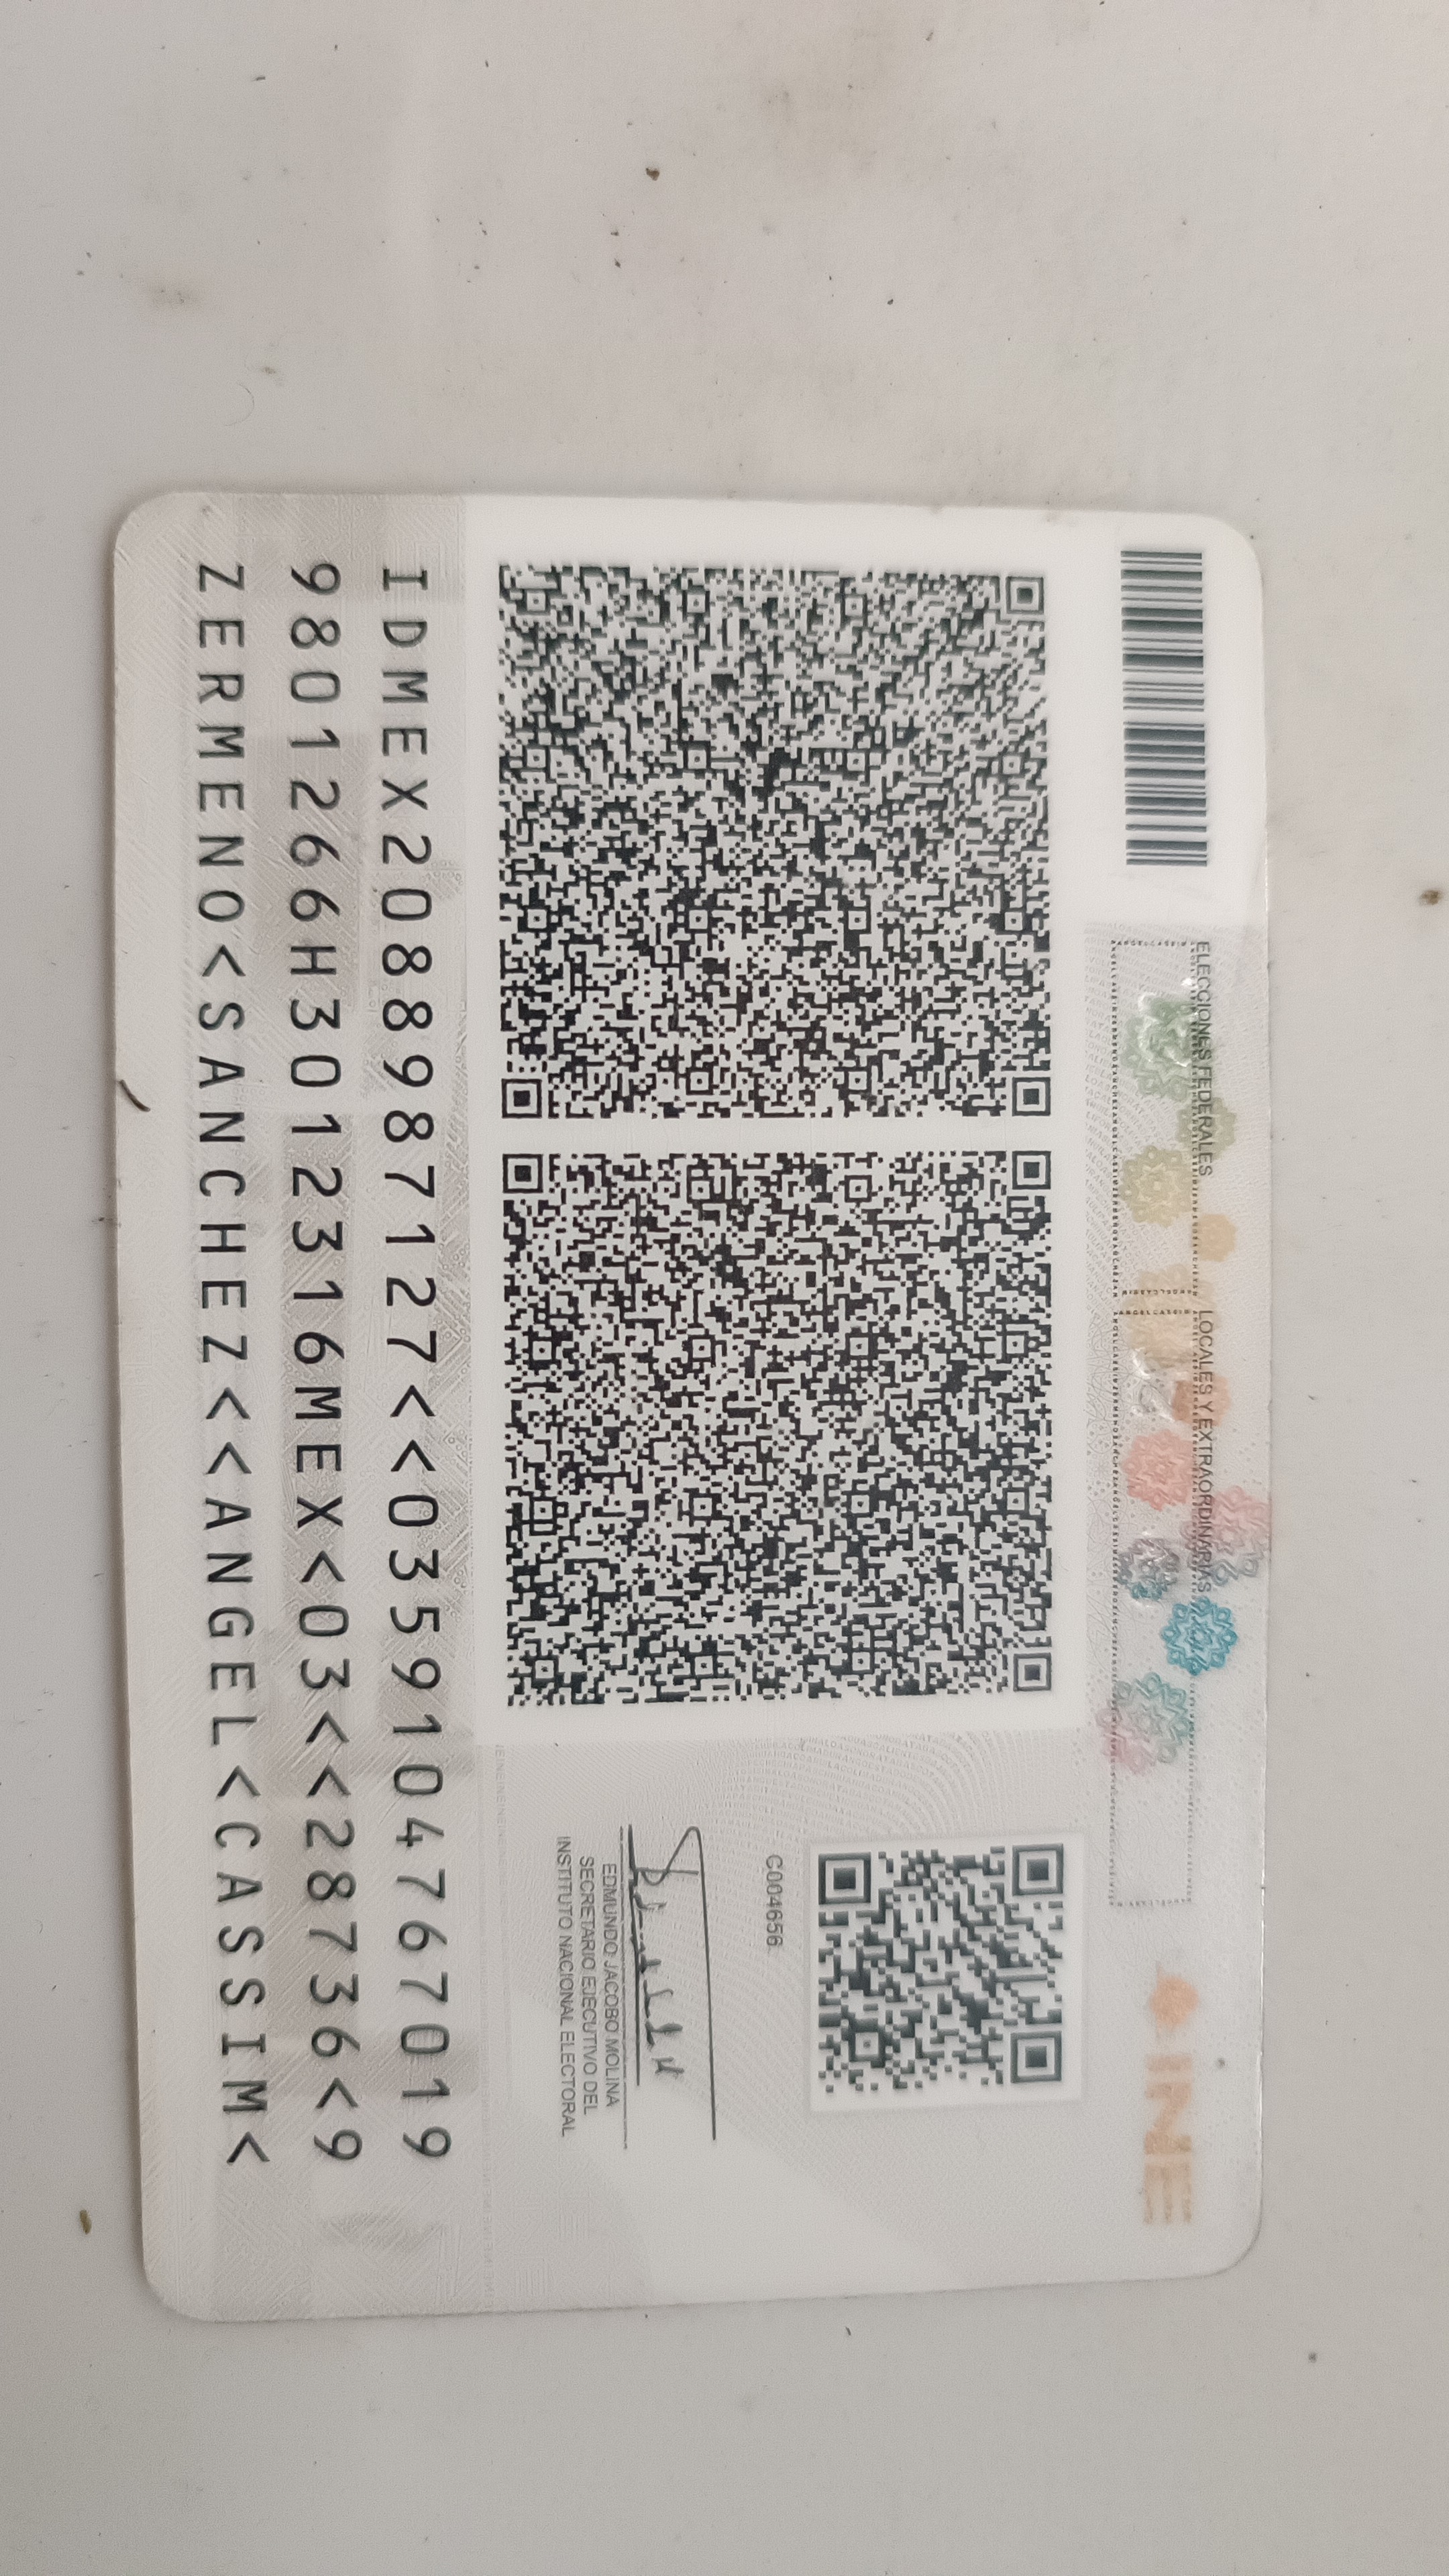 ELECCIONES FEDERALES
LOCALES Y EXTRAORDINARIAS
INE
C004656
EDMUNDO JACOBO MOLINA
SECRETARIO EJECUTIVO DEL
INSTITUTO NACIONAL ELECTORAL
IDMEX2088987127<<0359104767019
9801266H3012316MEX<03<<28736<9
ZERMENO<SANCHEZ<<ANGEL<CASSIM<